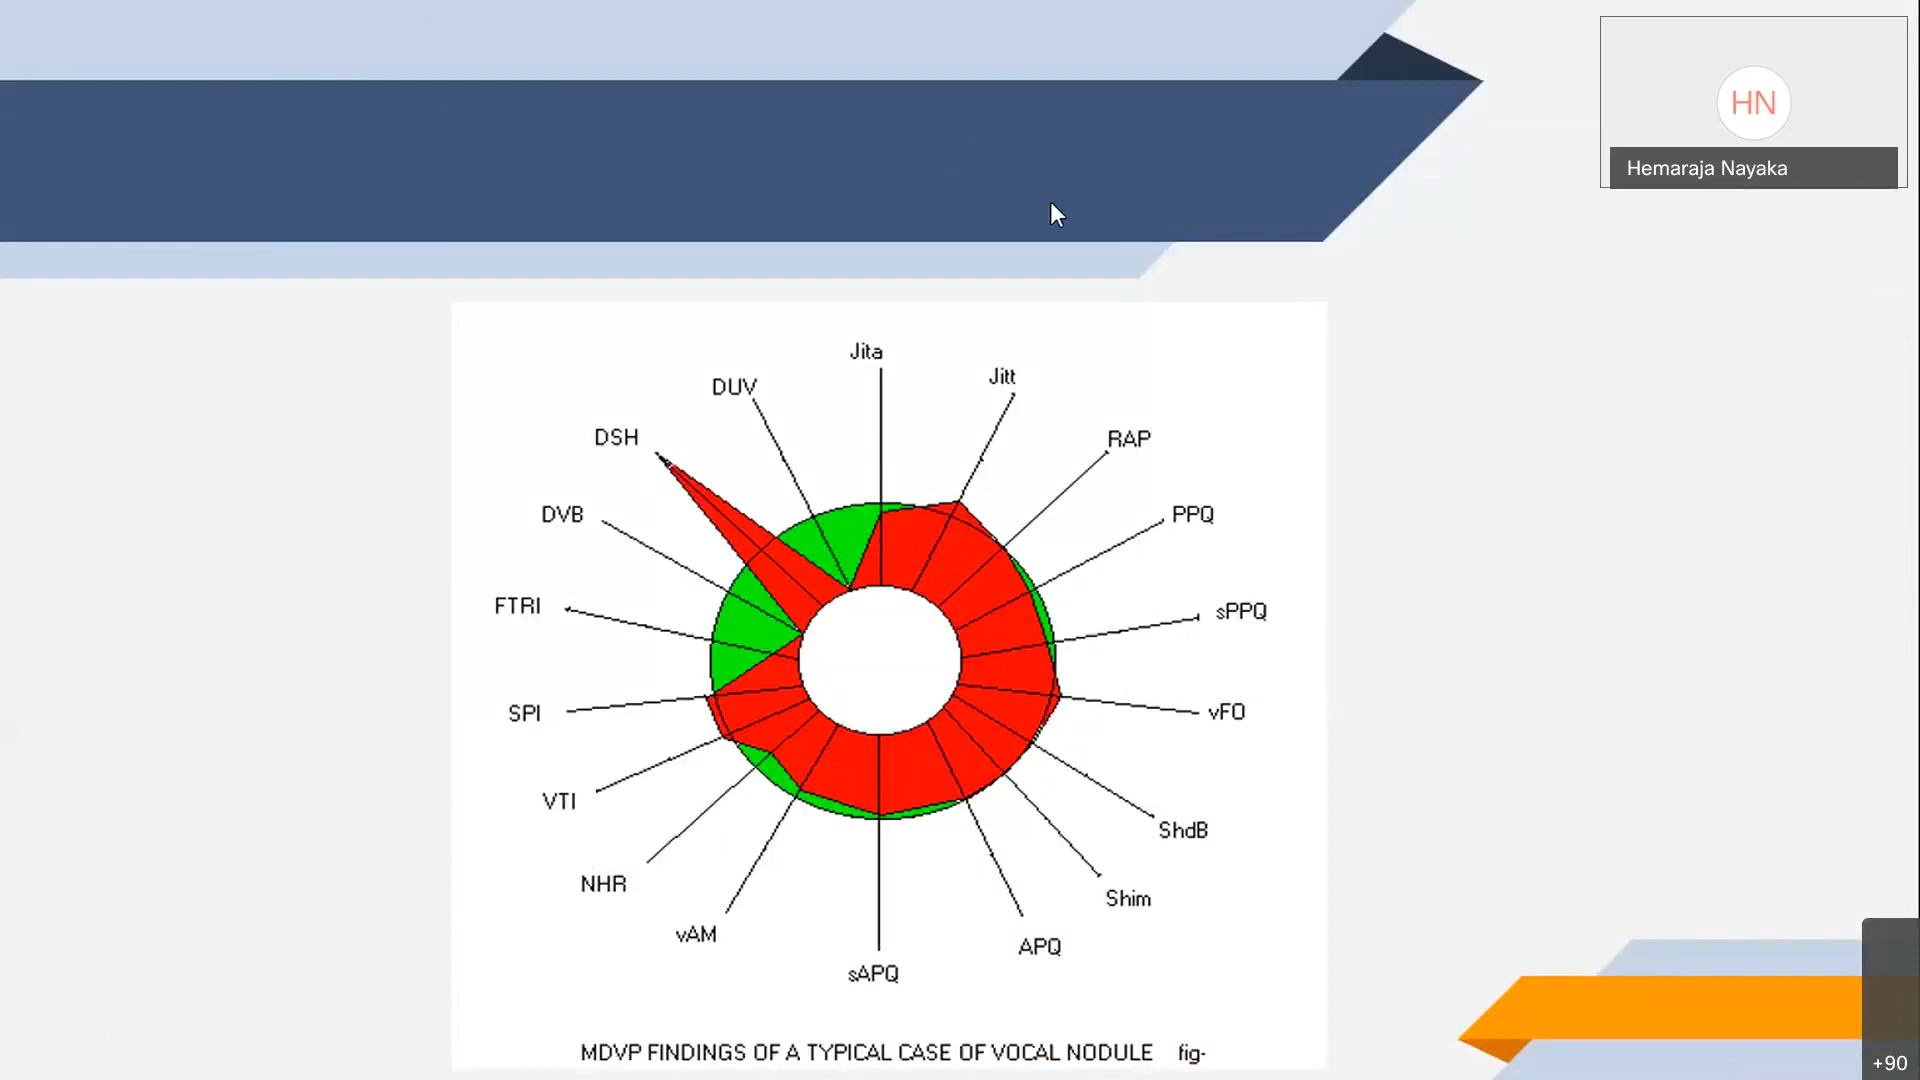 HN
Hemaraja Nayaka
Jita
Jitt
DUV
DSH
RAP
DVB
PPQ
FTRI
sPPQ
SPI
vFO
VTI
ShdB
NHR
Shim
vAM
APQ
sAPQ
MDVP FINDINGS OF A TYPICAL CASE OF VOCAL NODULE fig-
+90